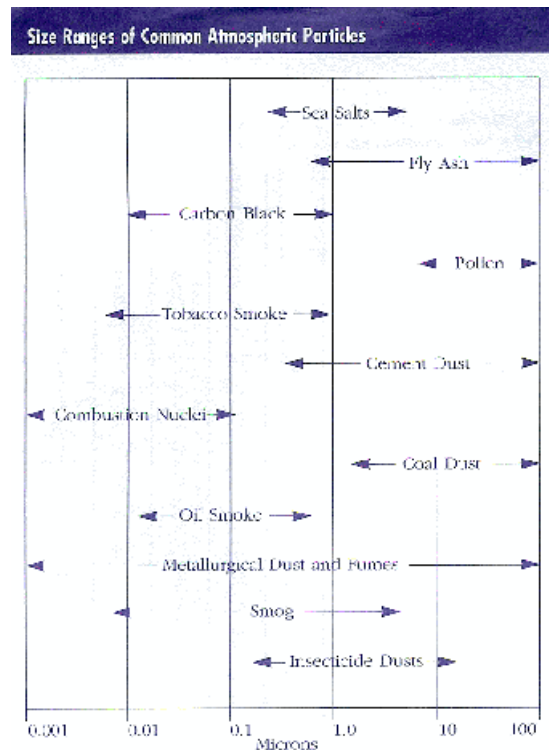 Size Ranges of Common Atmospheric Particles
Sea Salts
Fly Ash
Carbon Black
Pollen
Tobacco Smoke
Cement Dust
Combustion Nuclei
Coal Dust
Oil Smoke
Metallurgical Dust and Fumes
Smog
Insecticide Dusts
0.001 0.01 0.1 1.0 10 100
Microns